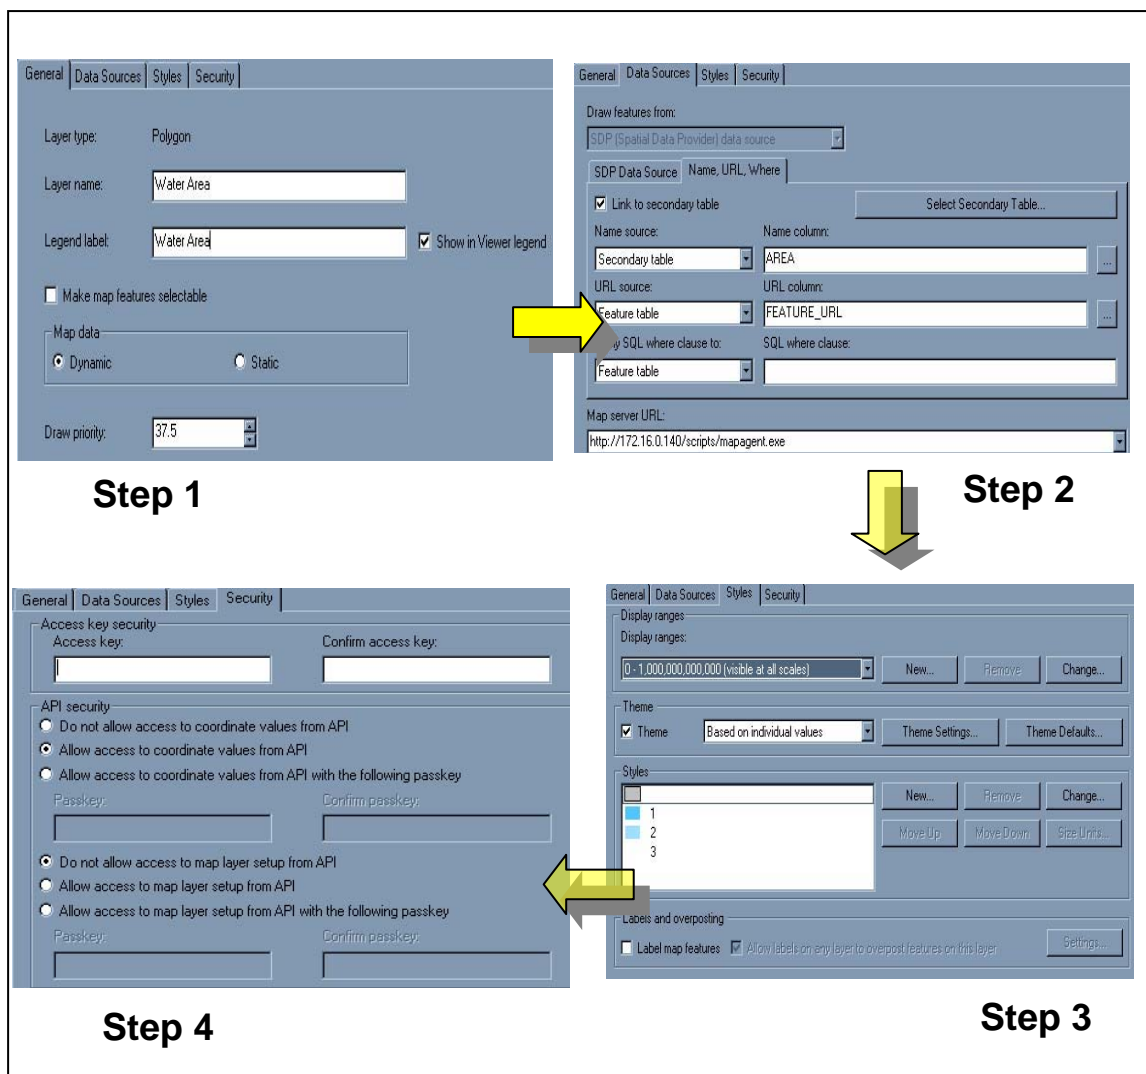 General Data Sources Styles Security
Layer type: Polygon
Layer name: Water Area
Legend label: Water Area Show in Viewer legend
Make map features selectable
Map data
Dynamic Static
Draw priority: 37.5
Step 1
General Data Sources Styles Security
Draw features from:
SDP (Spatial Data Provider) data source
SDP Data Source Name, URL, Where
Link to secondary table Select Secondary Table...
Name source: Name column:
Secondary table AREA ...
URL source: URL column:
Feature table FEATURE_URL ...
SQL where clause to: SQL where clause:
Feature table
Map server URL:
http://172.16.0.140/scripts/mapagent.exe
Step 2
General Data Sources Styles Security
Display ranges
Display ranges:
0 - 1,000,000,000,000 (visible at all scales) New... Remove Change...
Theme
Theme Based on individual values Theme Settings... Theme Defaults...
Styles
New... Remove Change...
1
2 Move Up Move Down Size Units...
3
Labels and overposting
Label map features Allow labels on any layer to overpost features on this layer Settings...
Step 3
General Data Sources Styles Security
Access key security
Access key: Confirm access key:
API security
Do not allow access to coordinate values from API
Allow access to coordinate values from API
Allow access to coordinate values from API with the following passkey
Passkey: Confirm passkey:
Do not allow access to map layer setup from API
Allow access to map layer setup from API
Allow access to map layer setup from API with the following passkey
Passkey: Confirm passkey:
Step 4